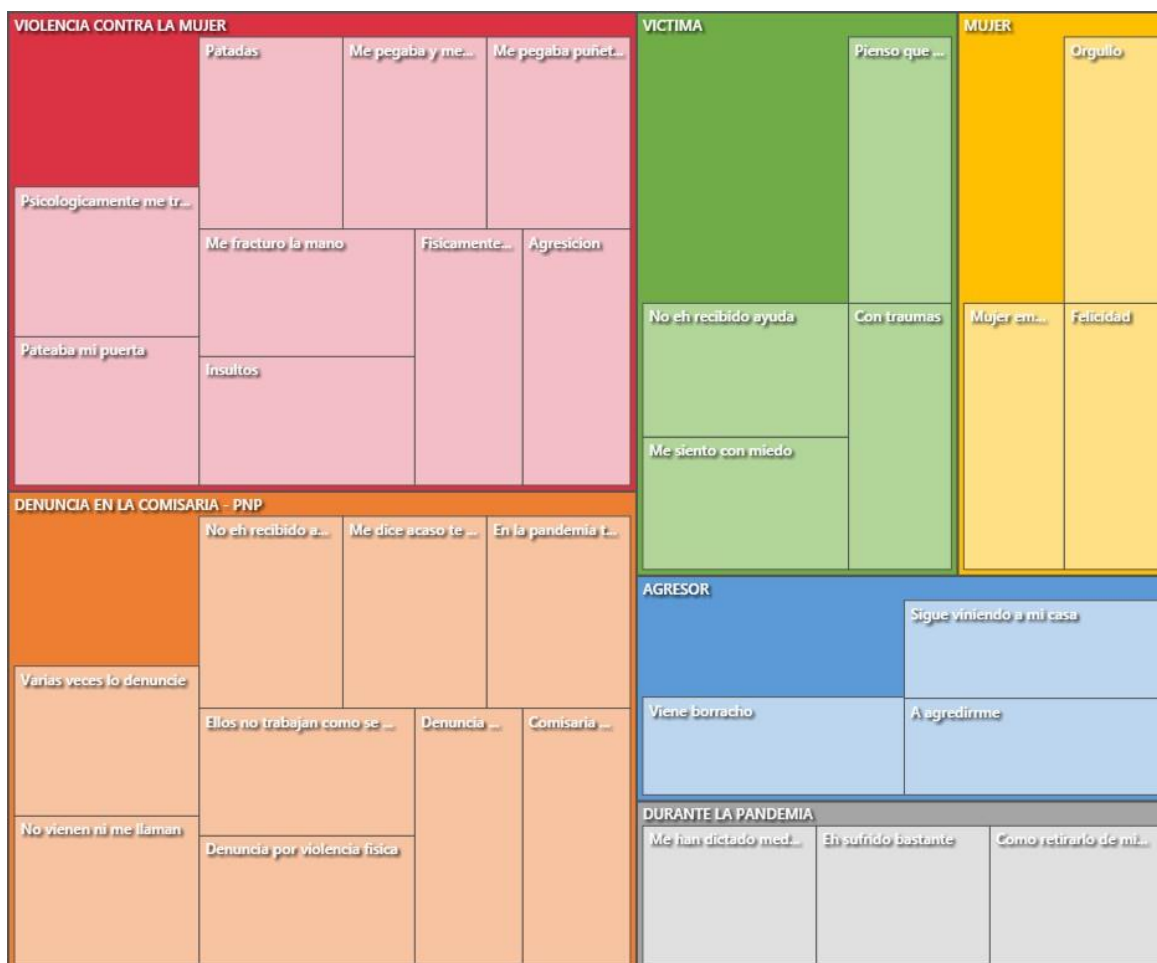 VIOLENCIA CONTRA LA MUJER
Patadas
Me pegaba y me...
Me pegaba puñet...
Psicologicamente me tr...
Me fracturo la mano
Fisicamente...
Agresicion
Pateaba mi puerta
Insultos
DENUNCIA EN LA COMISARIA - PNP
No eh recibido a...
Me dice acaso te ...
En la pandemia t...
Varias veces lo denuncie
Ellos no trabajan como se ...
Denuncia ...
Comisaria ...
No vienen ni me llaman
Denuncia por violencia fisica
VICTIMA
Pienso que ...
No eh recibido ayuda
Con traumas
Me siento con miedo
MUJER
Orgullo
Mujer em...
Felicidad
AGRESOR
Sigue viniendo a mi casa
Viene borracho
A agredirme
DURANTE LA PANDEMIA
Me han dictado med...
Eh sufrido bastante
Como retirarlo de mi...